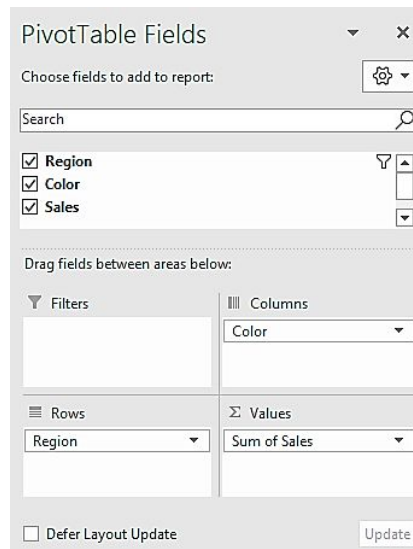 PivotTable Fields
Choose fields to add to report:
Search
Region
Color
Sales
Drag fields between areas below:
Filters
Columns
Color
Rows
Values
Region
Sum of Sales
Defer Layout Update
Update